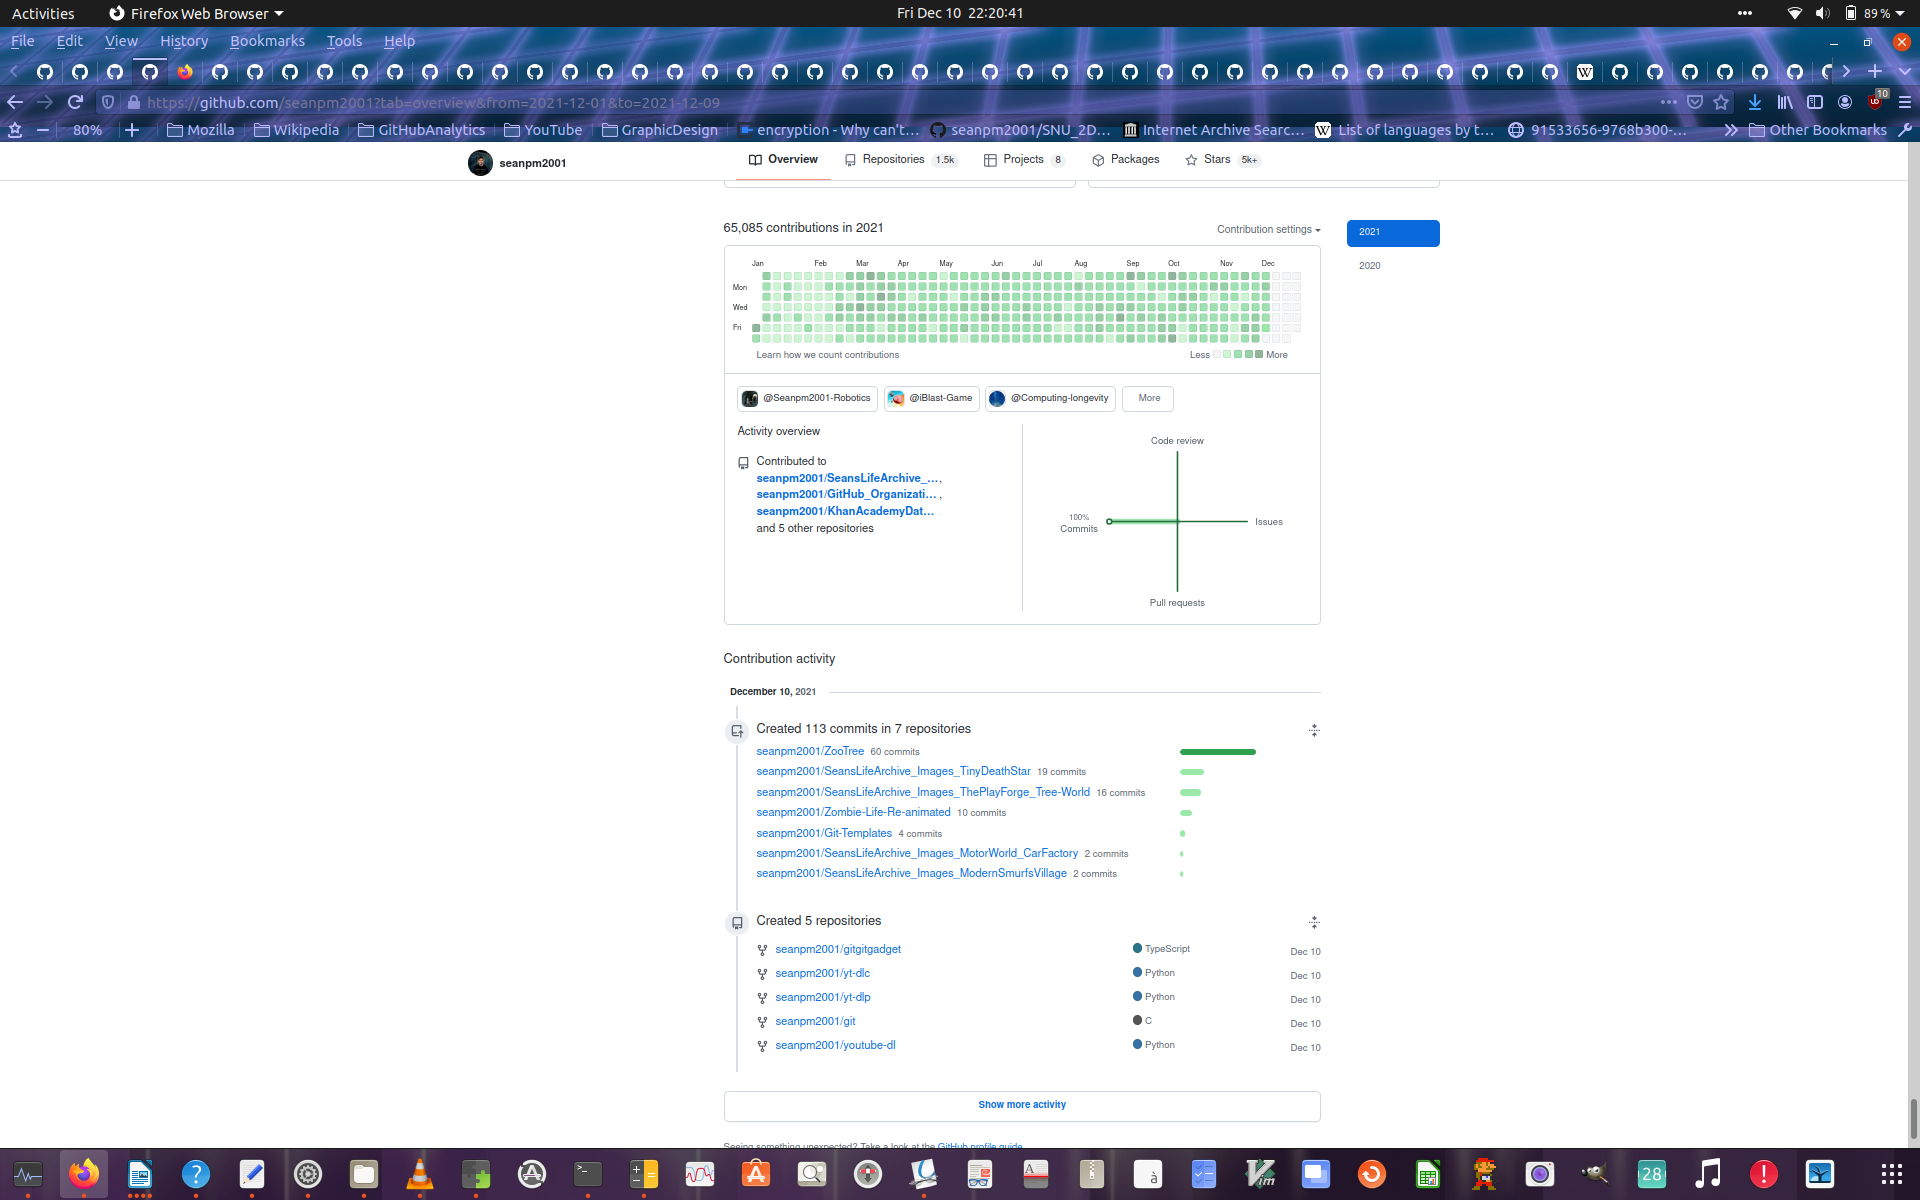 Activities Firefox Web Browser Fri Dec 10 22:20:41 89 %
File Edit View History Bookmarks Tools Help
https://github.com/seanpm2001?tab=overview&from=2021-12-01&to=2021-12-09 10
80% Mozilla Wikipedia GitHubAnalytics YouTube GraphicDesign encryption - Why can't... seanpm2001/SNU_2D... Internet Archive Searc... List of languages by t... 91533656-9768b300-... Other Bookmarks
seanpm2001 Overview Repositories 1.5k Projects 8 Packages Stars 5k+
65,085 contributions in 2021 Contribution settings 2021
2020
Jan Feb Mar Apr May Jun Jul Aug Sep Oct Nov Dec
Mon
Wed
Fri
Learn how we count contributions Less More
@Seanpm2001-Robotics @iBlast-Game @Computing-longevity More
Activity overview
Contributed to
seanpm2001/SeansLifeArchive_...,
seanpm2001/GitHub_Organizati... ,
seanpm2001/KhanAcademyDat...
and 5 other repositories
Code review
100%
Commits
Issues
Pull requests
Contribution activity
December 10, 2021
Created 113 commits in 7 repositories
seanpm2001/ZooTree 60 commits
seanpm2001/SeansLifeArchive_Images_TinyDeathStar 19 commits
seanpm2001/SeansLifeArchive_Images_ThePlayForge_Tree-World 16 commits
seanpm2001/Zombie-Life-Re-animated 10 commits
seanpm2001/Git-Templates 4 commits
seanpm2001/SeansLifeArchive_Images_MotorWorld_CarFactory 2 commits
seanpm2001/SeansLifeArchive_Images_ModernSmurfsVillage 2 commits
Created 5 repositories
seanpm2001/gitgitgadget TypeScript Dec 10
seanpm2001/yt-dlc Python Dec 10
seanpm2001/yt-dlp Python Dec 10
seanpm2001/git C Dec 10
seanpm2001/youtube-dl Python Dec 10
Show more activity
Seeing something unexpected? Take a look at the GitHub profile guide.
28